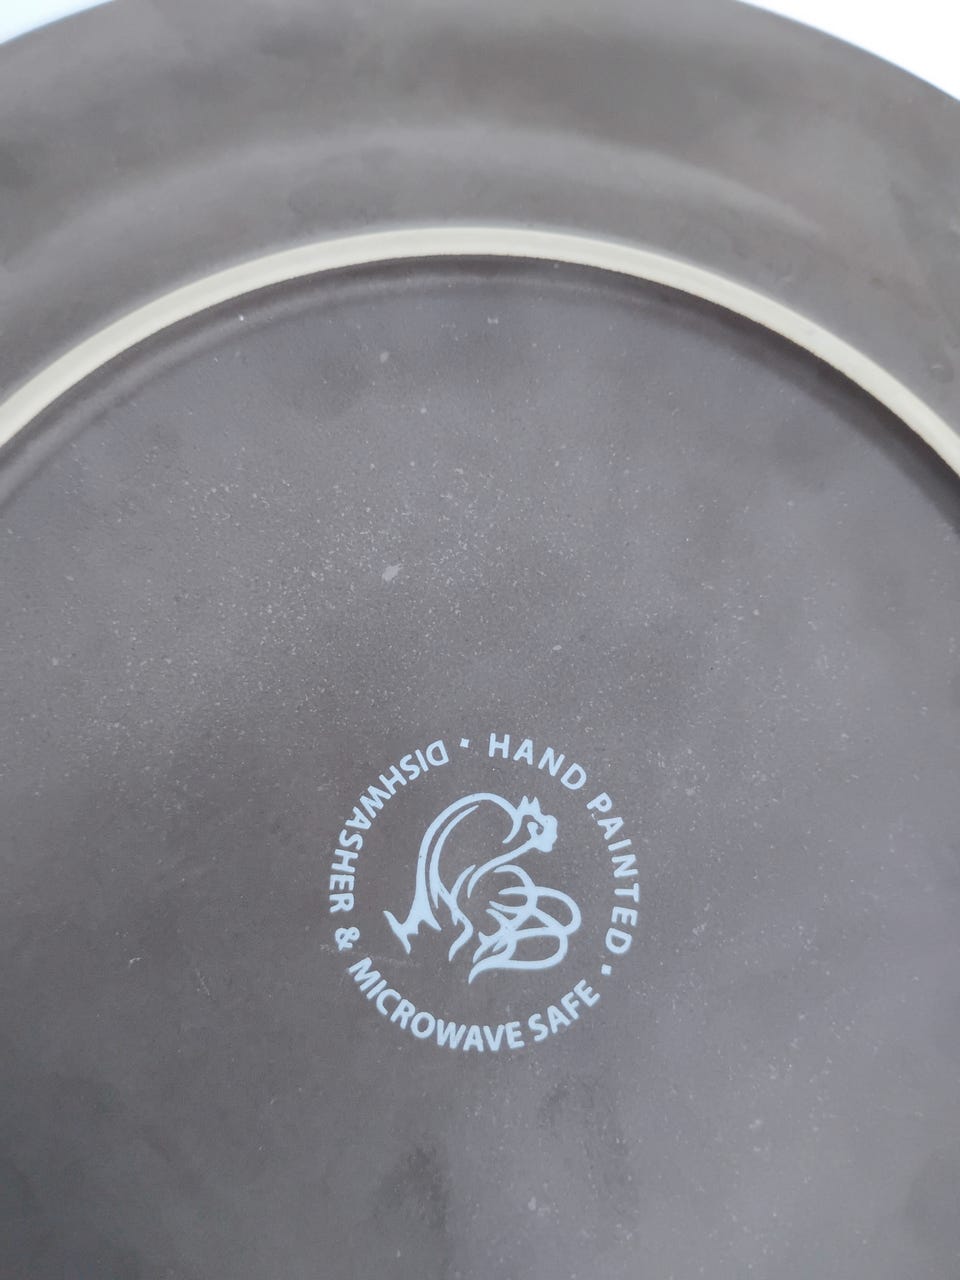 · HAND PAINTED ·
DISHWASHER & MICROWAVE SAFE